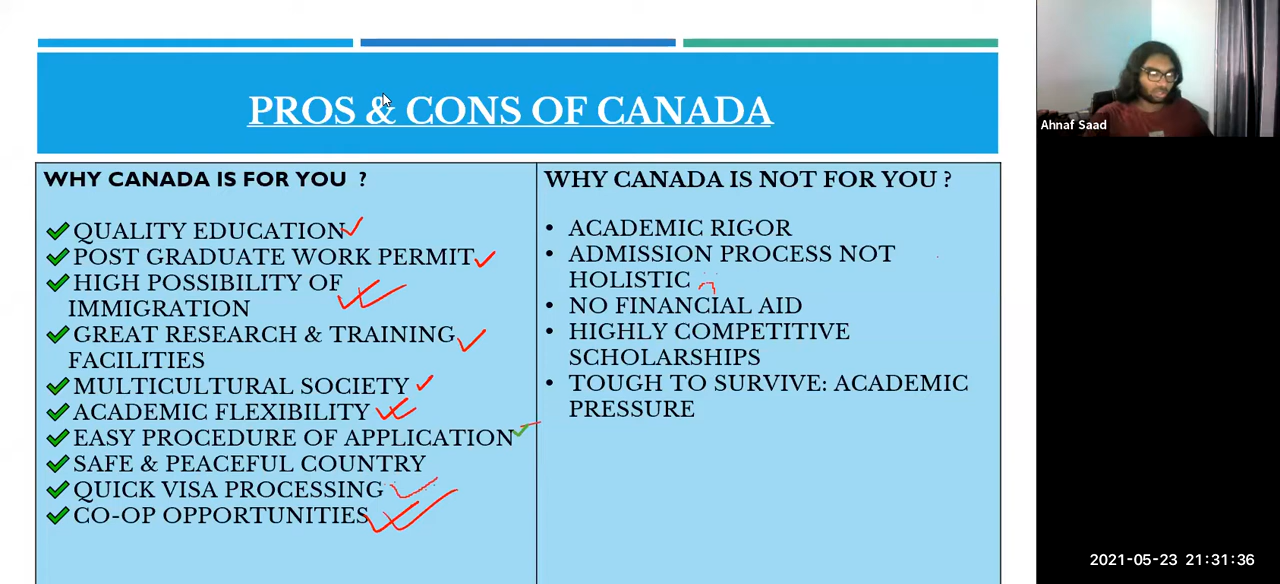 PROS & CONS OF CANADA
WHY CANADA IS FOR YOU ?
QUALITY EDUCATION
POST GRADUATE WORK PERMIT
HIGH POSSIBILITY OF
IMMIGRATION
GREAT RESEARCH & TRAINING
FACILITIES
MULTICULTURAL SOCIETY
ACADEMIC FLEXIBILITY
EASY PROCEDURE OF APPLICATION
SAFE & PEACEFUL COUNTRY
QUICK VISA PROCESSING
CO-OP OPPORTUNITIES
WHY CANADA IS NOT FOR YOU ?
ACADEMIC RIGOR
ADMISSION PROCESS NOT
HOLISTIC
NO FINANCIAL AID
HIGHLY COMPETITIVE
SCHOLARSHIPS
TOUGH TO SURVIVE: ACADEMIC
PRESSURE
Ahnaf Saad
2021-05-23 21:31:36